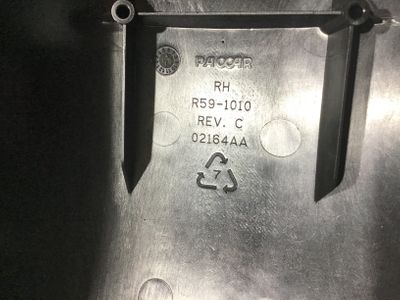 PACCAR
RH
R59-1010
REV. C
02164AA
7